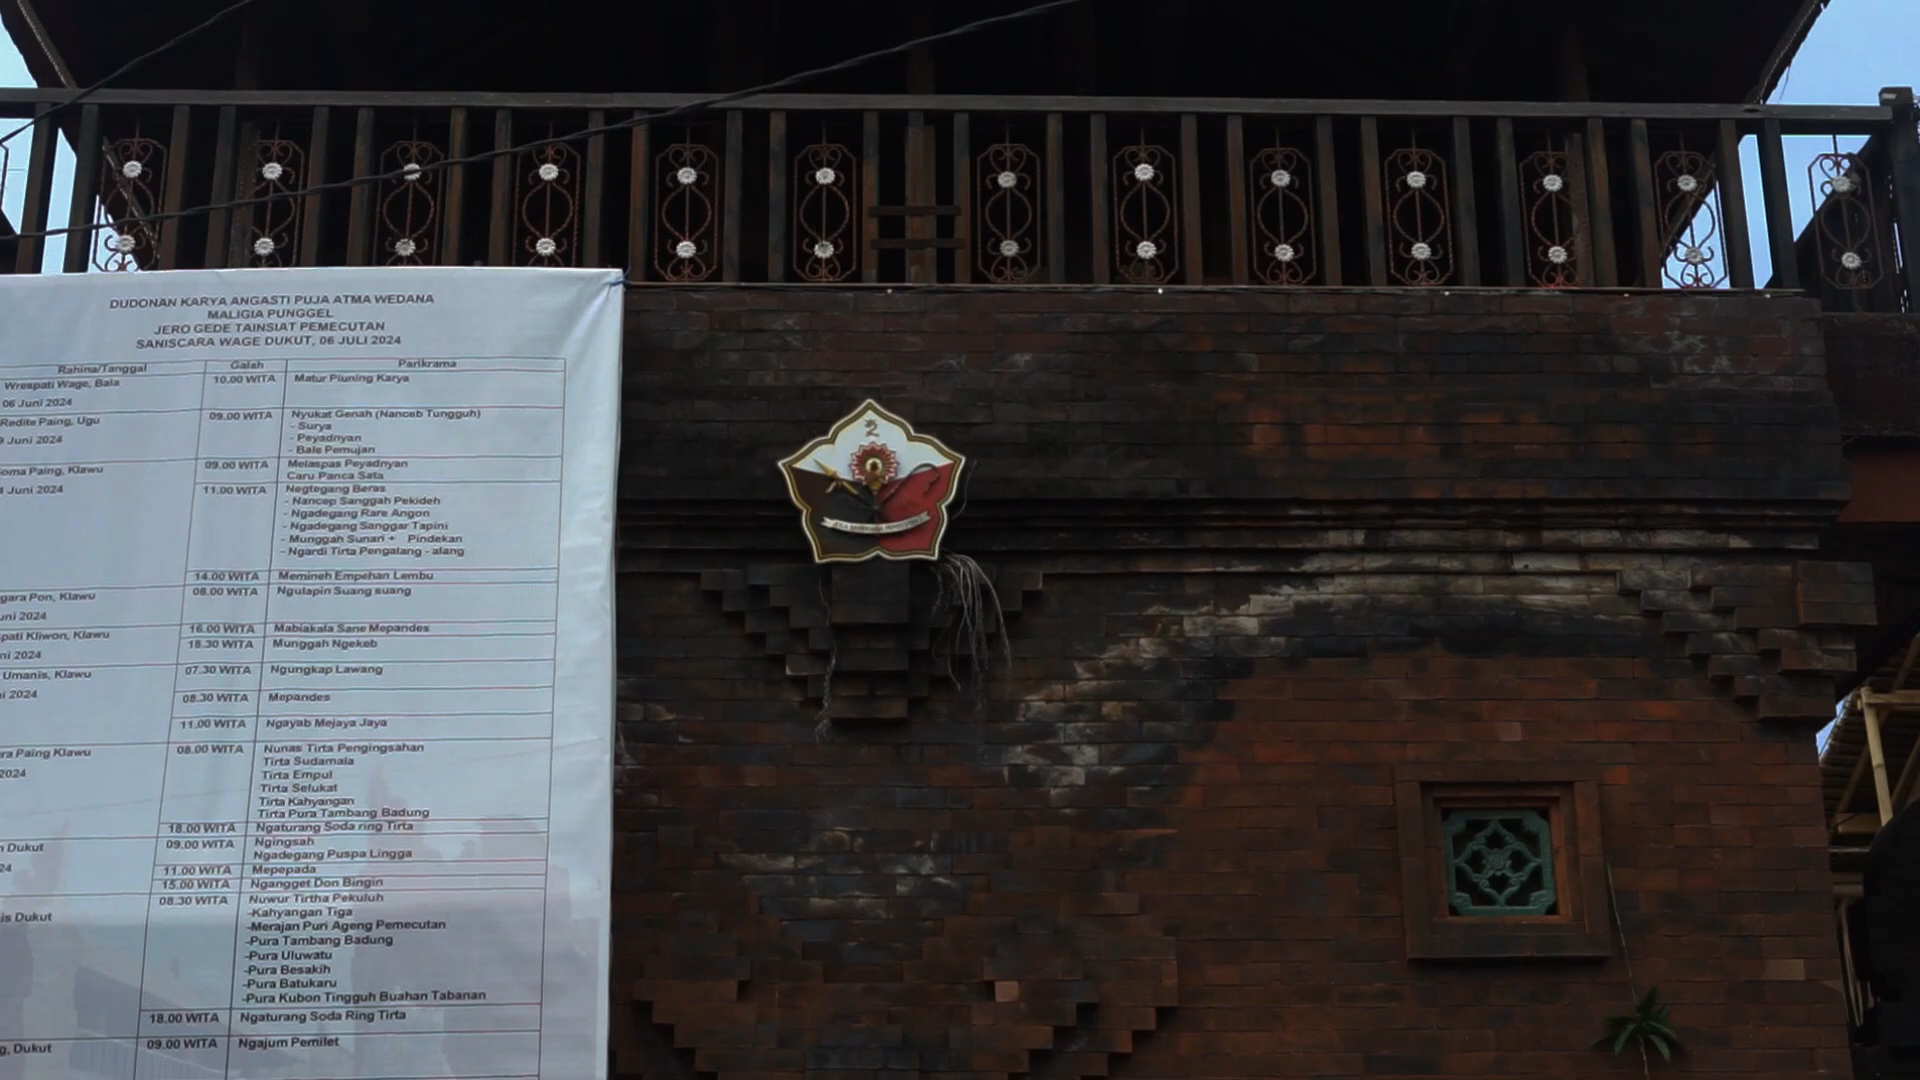 DUDONAN KARYA ANGASTI PUJA ATMA WEDANA
MALIGIA PUNGGEL
JERO GEDE TAINSIAT PEMECUTAN
SANISCARA WAGE DUKUT, 06 JULI 2024
Rahina/Tanggal Galah Parikrama
Wrespati Wage, Bala 10.00 WITA Matur Piuning Karya
06 Juni 2024
Redite Paing, Ugu 09.00 WITA Nyukat Genah (Nanceb Tungguh)
- Surya
9 Juni 2024 - Peyadnyan
- Bale Pemujan
oma Paing, Klawu 09.00 WITA Melaspas Peyadnyan
Caru Panca Sata
Juni 2024 11.00 WITA Negtegang Beras
- Nancep Sanggah Pekideh
- Ngadegang Rare Angon
- Ngadegang Sanggar Tapini
- Munggah Sunari + Pindekan
- Ngardi Tirta Pengalang - alang
14.00 WITA Memineh Empehan Lembu
gara Pon, Klawu 08.00 WITA Ngulapin Suang suang
uni 2024
16.00 WITA Mabiakala Sane Mepandes
pati Kliwon, Klawu 18.30 WITA Munggah Ngekeb
ni 2024
Umanis, Klawu 07.30 WITA Ngungkap Lawang
i 2024 08.30 WITA Mepandes
11.00 WITA Ngayab Mejaya Jaya
ra Paing Klawu 08.00 WITA Nunas Tirta Pengingsahan
Tirta Sudamala
2024 Tirta Empul
Tirta Selukat
Tirta Kahyangan
Tirta Pura Tambang Badung
18.00 WITA Ngaturang Soda ring Tirta
n Dukut 09.00 WITA Ngingsah
Ngadegang Puspa Lingga
24 11.00 WITA Mepepada
15.00 WITA Ngangget Don Bingin
08.30 WITA Nuwur Tirtha Pekuluh
is Dukut -Kahyangan Tiga
-Merajan Puri Ageng Pemecutan
-Pura Tambang Badung
-Pura Uluwatu
-Pura Besakih
-Pura Batukaru
-Pura Kubon Tingguh Buahan Tabanan
18.00 WITA Ngaturang Soda Ring Tirta
g, Dukut 09.00 WITA Ngajum Pemilet